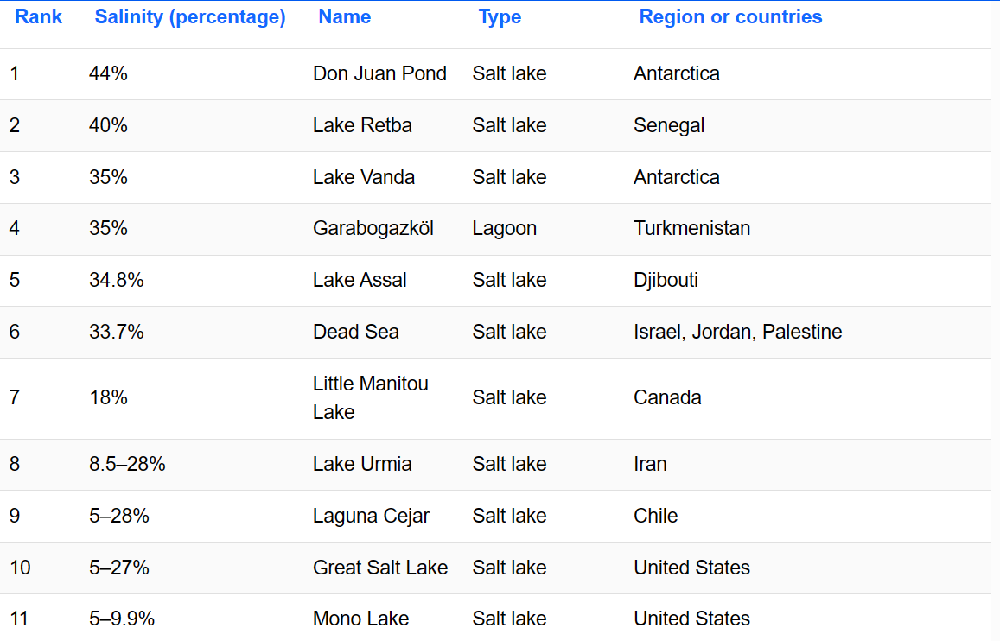 Rank Salinity (percentage) Name Type Region or countries
1 44% Don Juan Pond Salt lake Antarctica
2 40% Lake Retba Salt lake Senegal
3 35% Lake Vanda Salt lake Antarctica
4 35% Garabogazköl Lagoon Turkmenistan
5 34.8% Lake Assal Salt lake Djibouti
6 33.7% Dead Sea Salt lake Israel, Jordan, Palestine
7 18% Little Manitou
Lake Salt lake Canada
8 8.5–28% Lake Urmia Salt lake Iran
9 5–28% Laguna Cejar Salt lake Chile
10 5–27% Great Salt Lake Salt lake United States
11 5–9.9% Mono Lake Salt lake United States